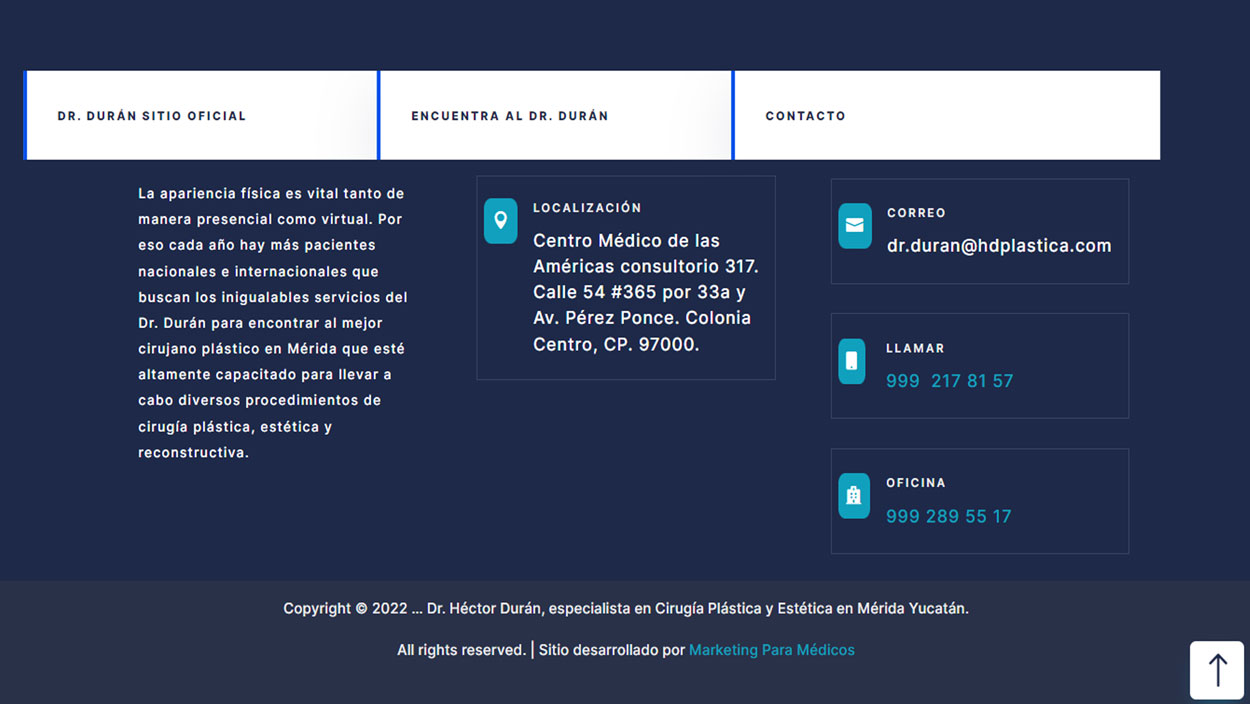 DR. DURÁN SITIO OFICIAL
ENCUENTRA AL DR. DURÁN
CONTACTO
La apariencia física es vital tanto de
manera presencial como virtual. Por
eso cada año hay más pacientes
nacionales e internacionales que
buscan los inigualables servicios del
Dr. Durán para encontrar al mejor
cirujano plástico en Mérida que esté
altamente capacitado para llevar a
cabo diversos procedimientos de
cirugía plástica, estética y
reconstructiva.
LOCALIZACIÓN
Centro Médico de las
Américas consultorio 317.
Calle 54 #365 por 33a y
Av. Pérez Ponce. Colonia
Centro, CP. 97000.
CORREO
dr.duran@hdplastica.com
LLAMAR
999  217 81 57
OFICINA
999 289 55 17
Copyright © 2022 ... Dr. Héctor Durán, especialista en Cirugía Plástica y Estética en Mérida Yucatán.
All rights reserved. | Sitio desarrollado por Marketing Para Médicos